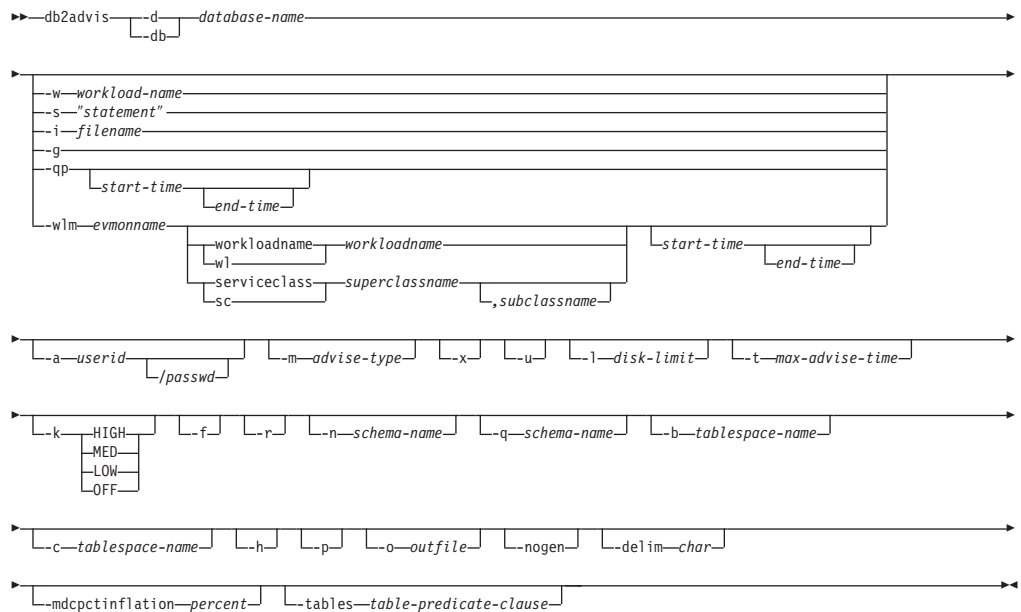 db2advis -d database-name
-db
-w workload-name
-s "statement"
-i filename
-g
-qp
start-time
end-time
-wlm evmonname
workloadname workloadname start-time
wl end-time
serviceclass superclassname
sc ,subclassname
-a userid -m advise-type -x -u -l disk-limit -t max-advise-time
/passwd
-k HIGH -f -r -n schema-name -q schema-name -b tablespace-name
MED
LOW
OFF
-c tablespace-name -h -p -o outfile -nogen -delim char
-mdcpctinflation percent -tables table-predicate-clause